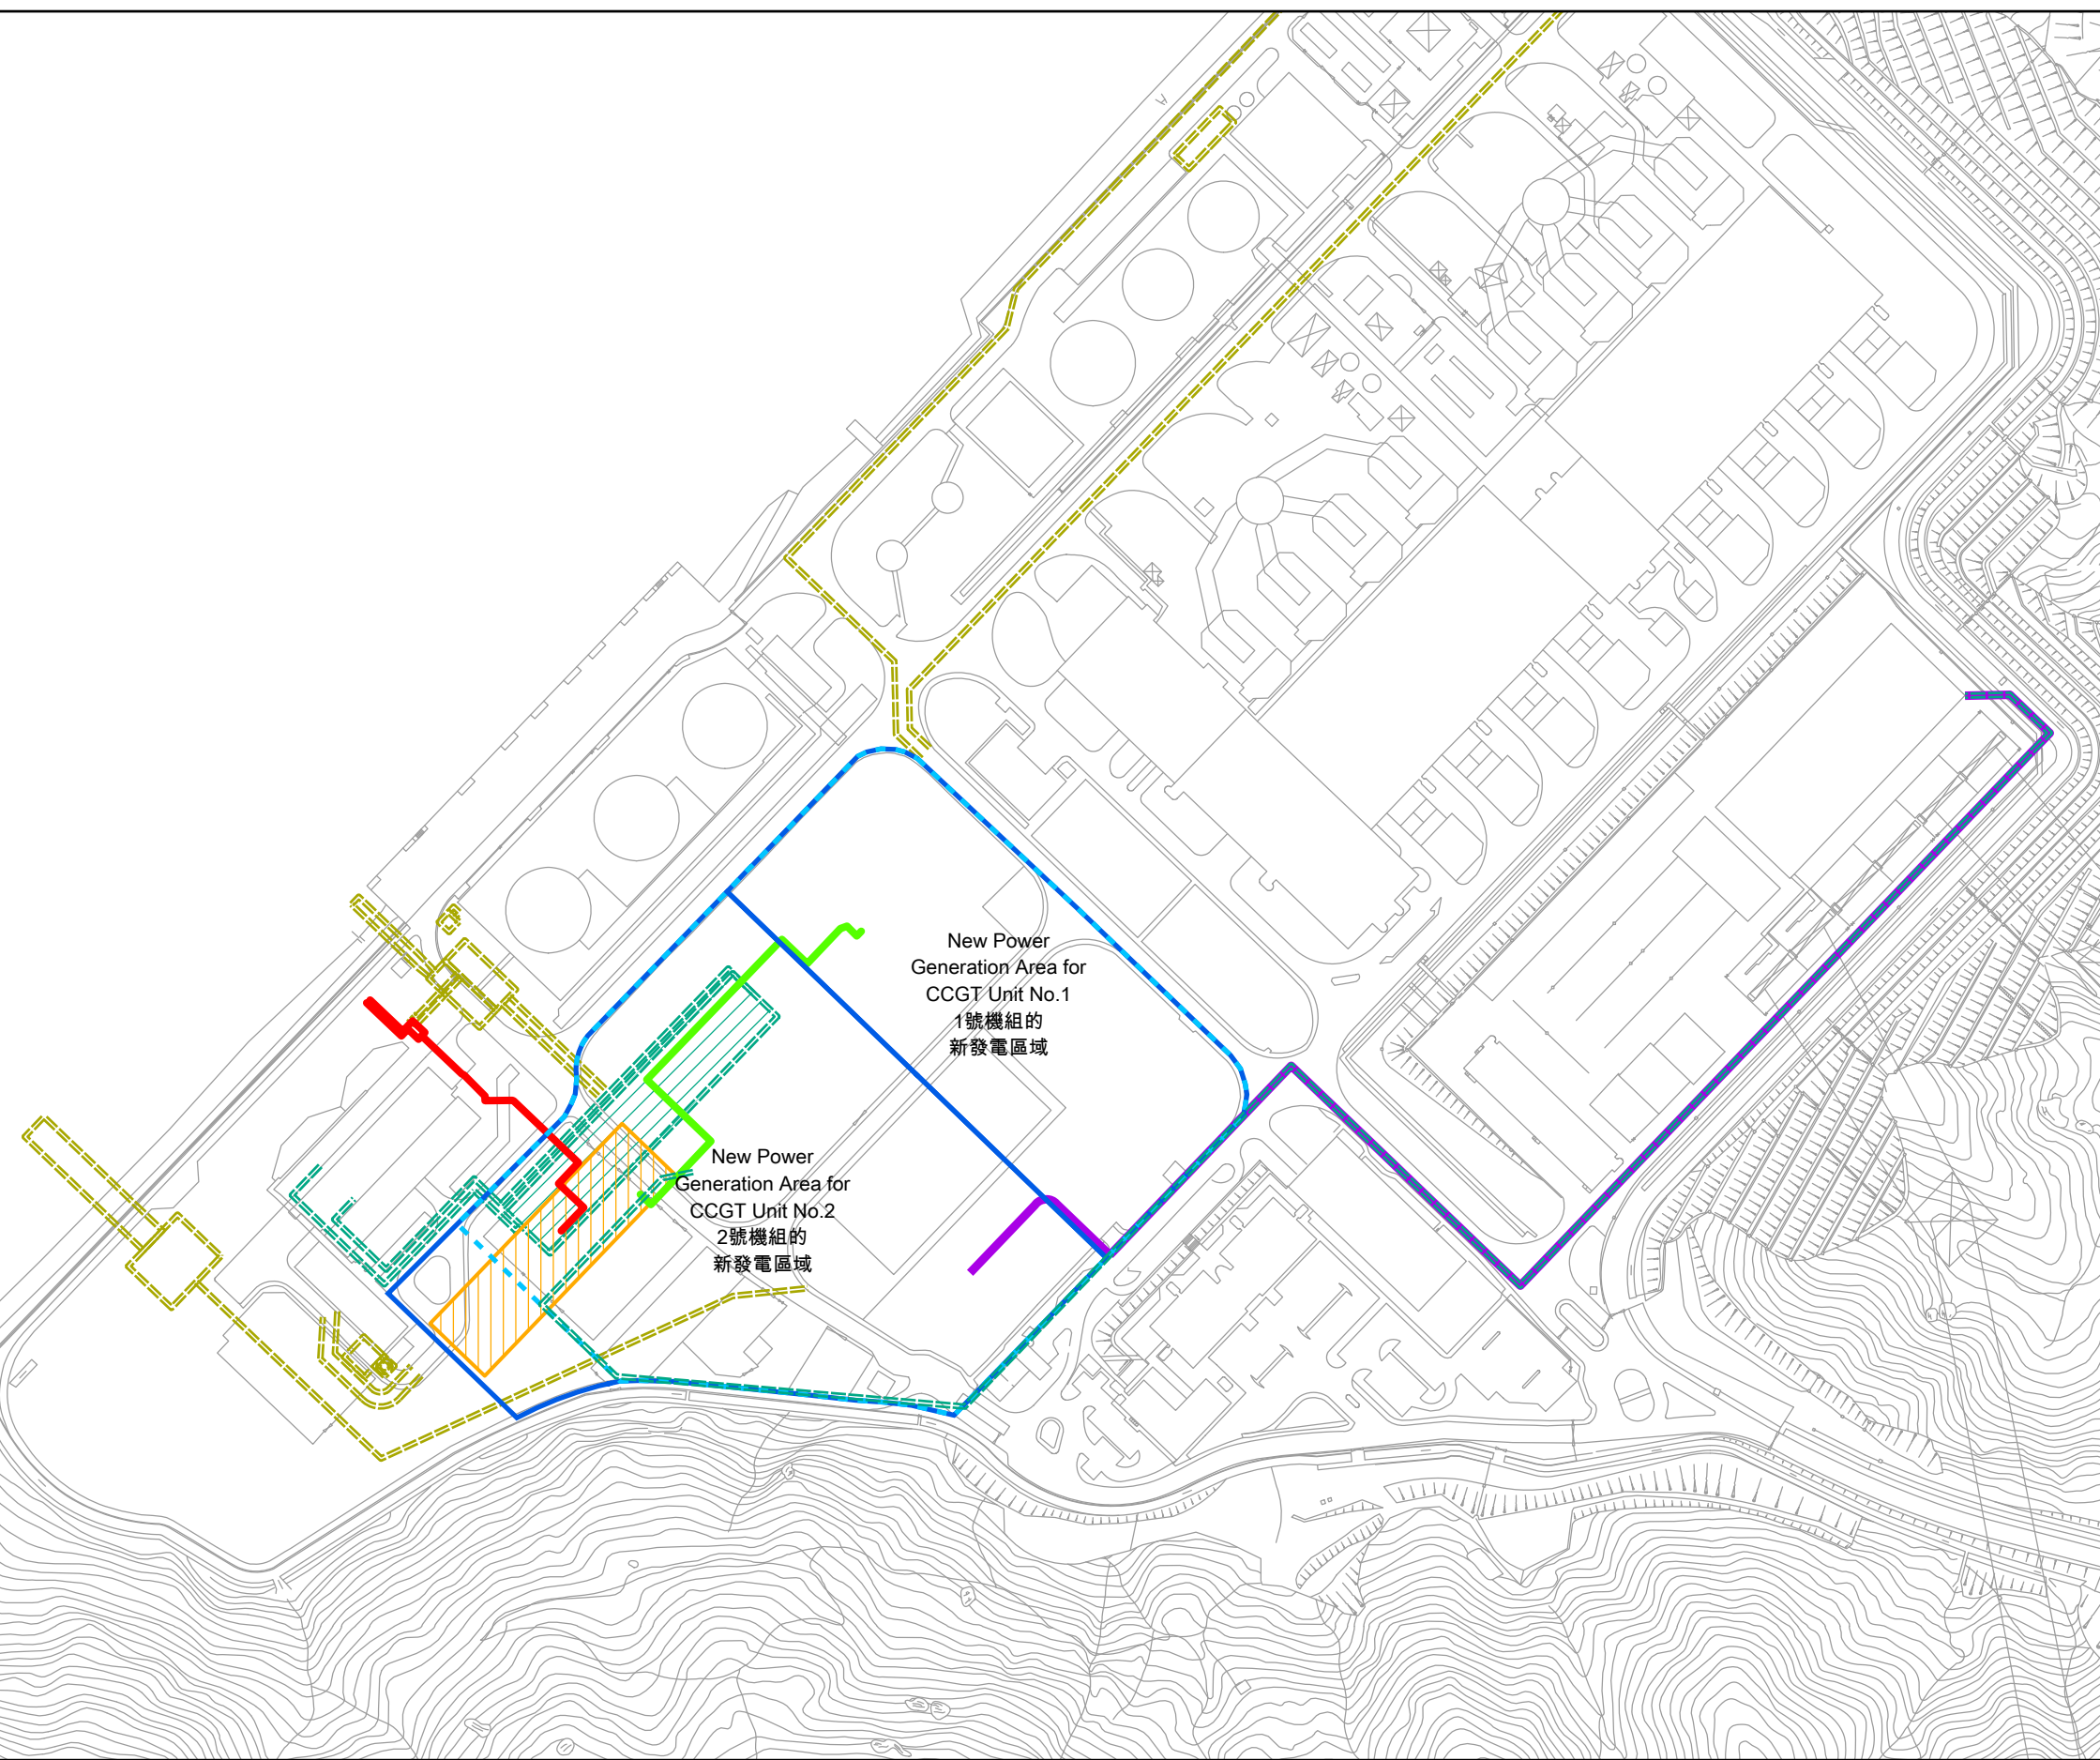 New Power
Generation Area for
CCGT Unit No.1
1號機組的
新發電區域
New Power
Generation Area for
CCGT Unit No.2
2號機組的
新發電區域